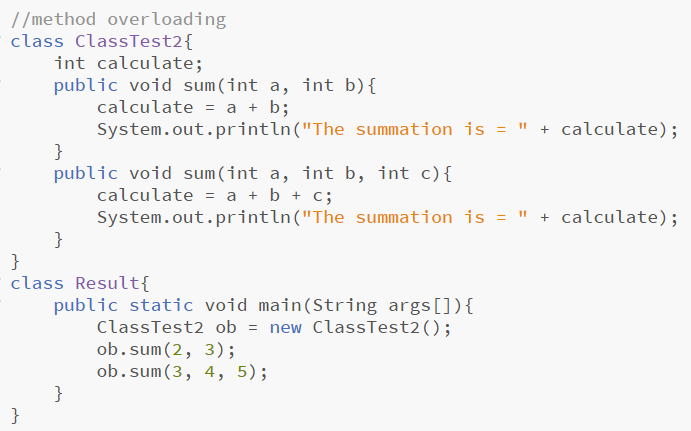 //method overloading
class ClassTest2{
    int calculate;
    public void sum(int a, int b){
        calculate = a + b;
        System.out.println("The summation is = " + calculate);
    }
    public void sum(int a, int b, int c){
        calculate = a + b + c;
        System.out.println("The summation is = " + calculate);
    }
}
class Result{
    public static void main(String args[]){
        ClassTest2 ob = new ClassTest2();
        ob.sum(2, 3);
        ob.sum(3, 4, 5);
    }
}